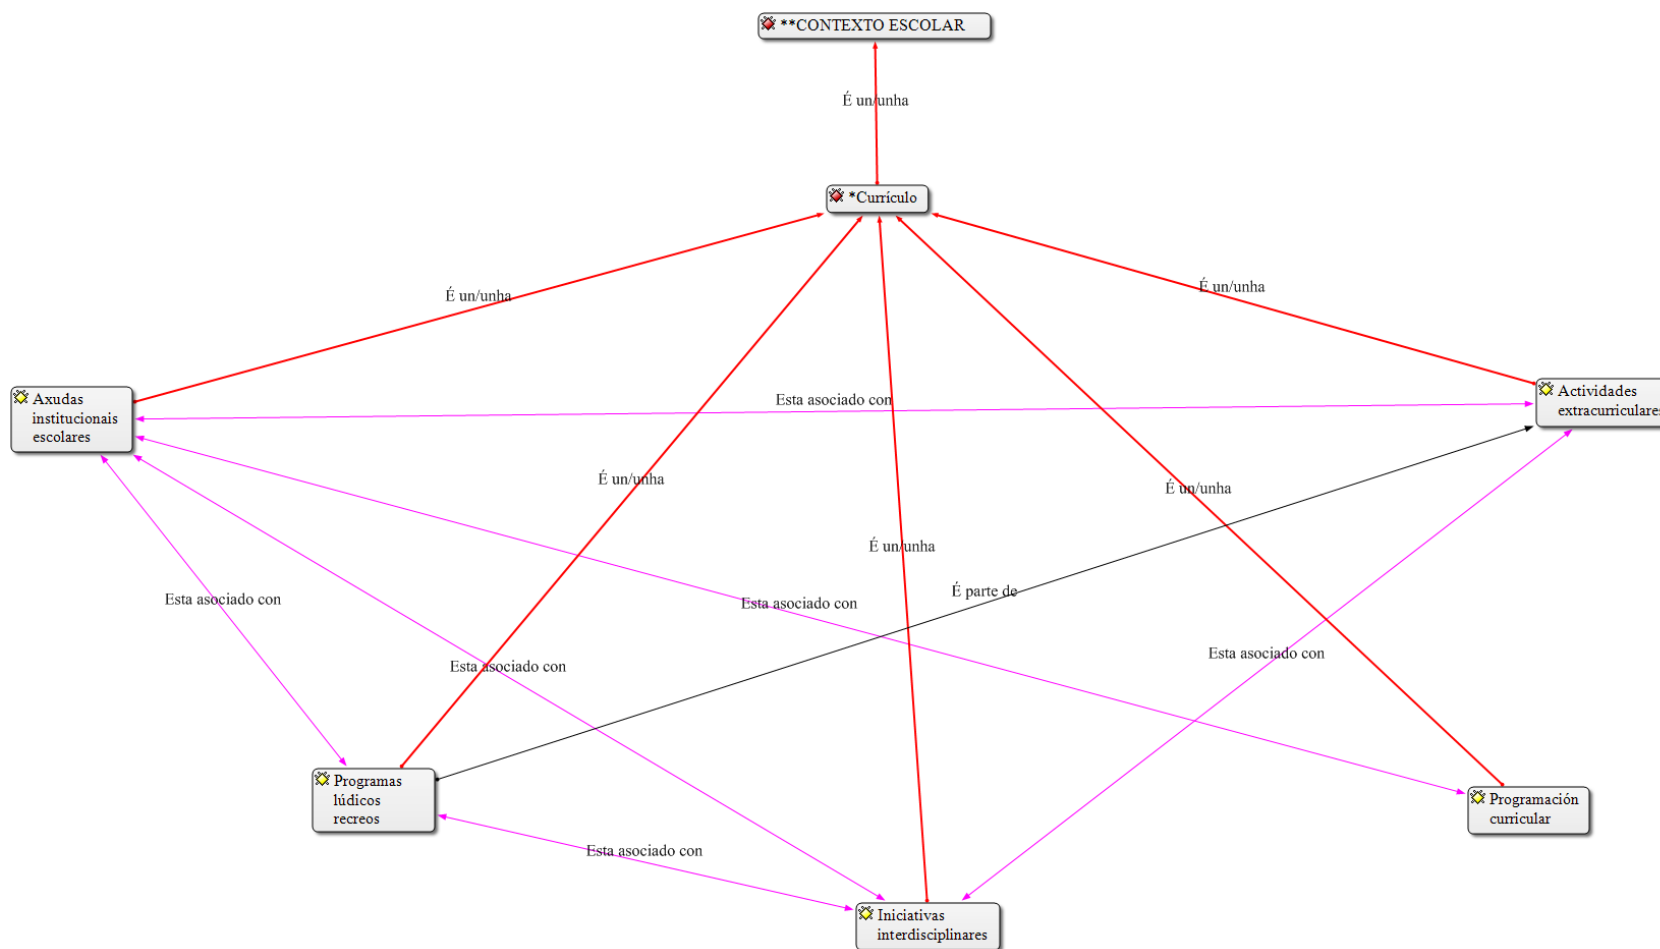 **CONTEXTO ESCOLAR
É un/unha
*Currículo
É un/unha
É un/unha
Axudas
institucionais
escolares
Esta asociado con
Actividades
extracurriculares
É un/unha
É un/unha
É un/unha
É parte de
Esta asociado con
Esta asociado con
Esta asociado con
Esta asociado con
Programas
lúdicos
recreos
Programación
curricular
Esta asociado con
Iniciativas
interdisciplinares